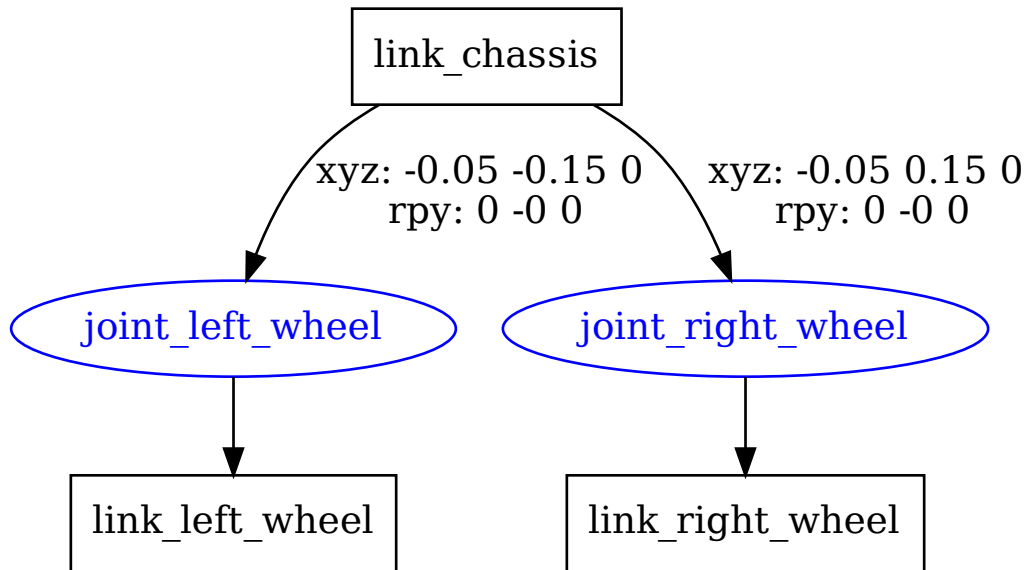 link_chassis
xyz: -0.05 -0.15 0
rpy: 0 -0 0
xyz: -0.05 0.15 0
rpy: 0 -0 0
joint_left_wheel
joint_right_wheel
link_left_wheel
link_right_wheel